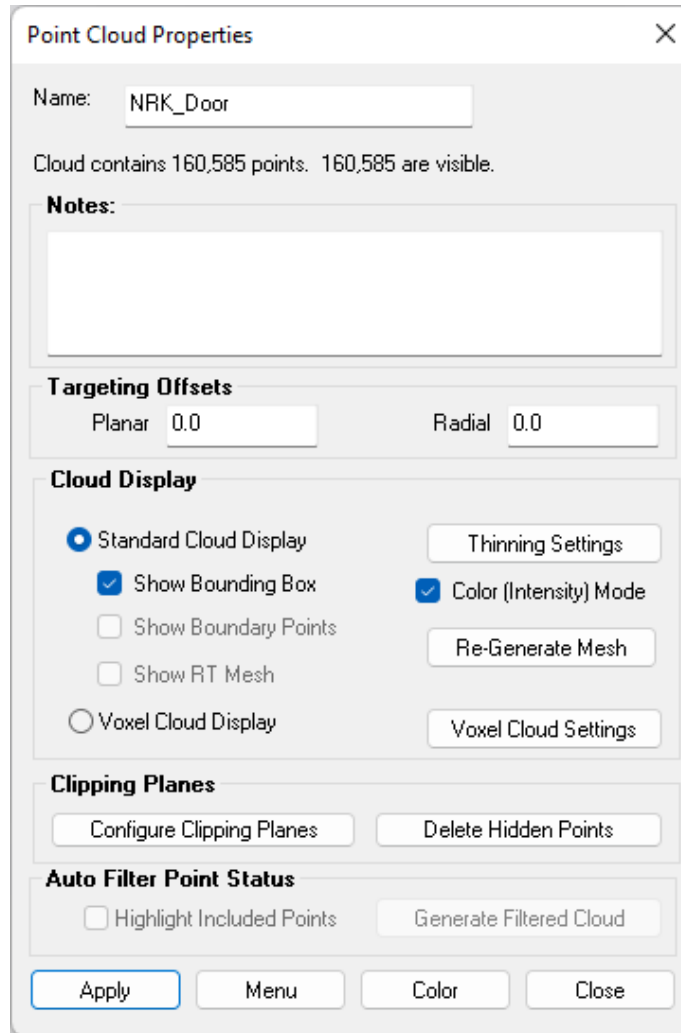 Point Cloud Properties
Name: NRK_Door
Cloud contains 160,585 points.  160,585 are visible.
Notes:
Targeting Offsets
Planar 0.0 Radial 0.0
Cloud Display
Standard Cloud Display Thinning Settings
Show Bounding Box Color (Intensity) Mode
Show Boundary Points Re-Generate Mesh
Show RT Mesh
Voxel Cloud Display Voxel Cloud Settings
Clipping Planes
Configure Clipping Planes Delete Hidden Points
Auto Filter Point Status
Highlight Included Points Generate Filtered Cloud
Apply Menu Color Close